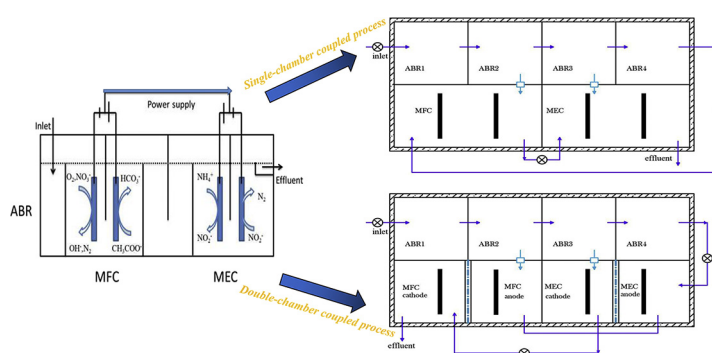 Power supply
Inlet
O₂,NO₃⁻
HCO₃⁻
NH₄⁺
N₂
Effluent
ABR
OH⁻,N₂
CH₃COO⁻
NO₂⁻
NO₂⁻
MFC
MEC
Single-chamber coupled process
inlet
ABR1
ABR2
ABR3
ABR4
MFC
MEC
effluent
Double-chamber coupled process
inlet
ABR1
ABR2
ABR3
ABR4
MFC
cathode
MFC
anode
MEC
cathode
MEC
anode
effluent